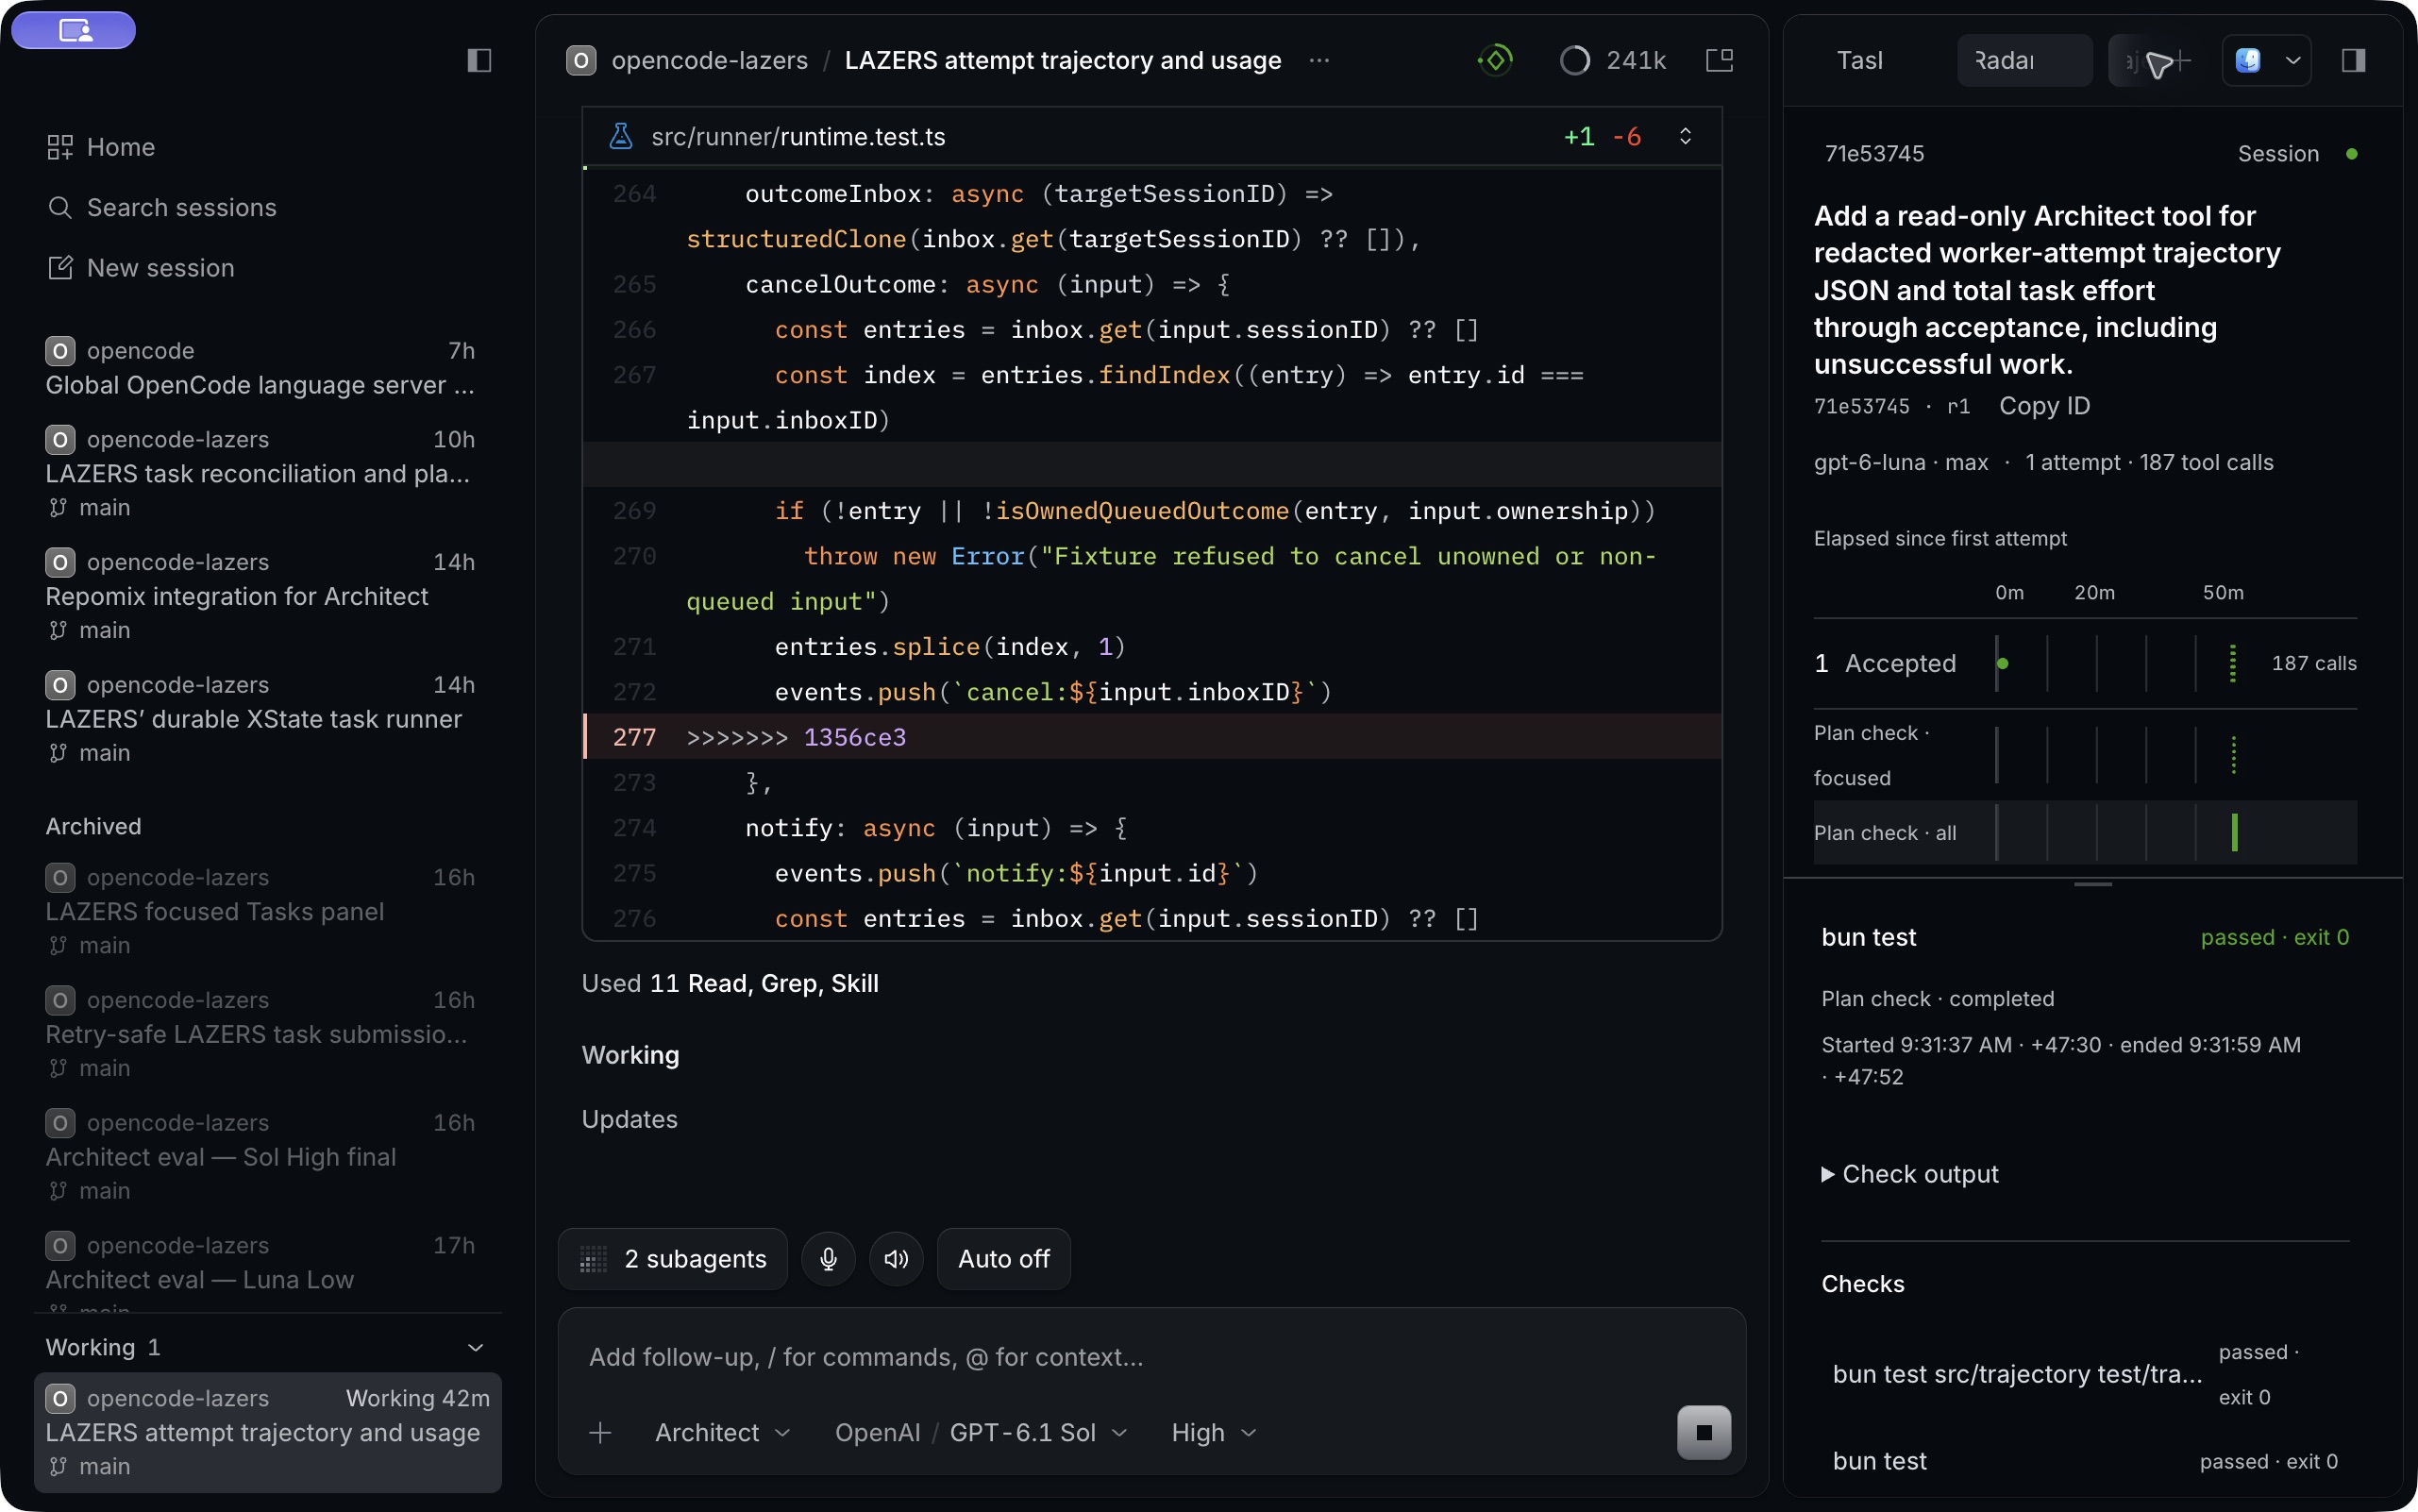 Home
Search sessions
New session
opencode 7h
Global OpenCode language server ...
opencode-lazers 10h
LAZERS task reconciliation and pla...
main
opencode-lazers 14h
Repomix integration for Architect
main
opencode-lazers 14h
LAZERS’ durable XState task runner
main
Archived
opencode-lazers 16h
LAZERS focused Tasks panel
main
opencode-lazers 16h
Retry-safe LAZERS task submissio...
main
opencode-lazers 16h
Architect eval — Sol High final
main
opencode-lazers 17h
Architect eval — Luna Low
main
Working 1
opencode-lazers Working 42m
LAZERS attempt trajectory and usage
main
opencode-lazers / LAZERS attempt trajectory and usage ... 241k
src/runner/runtime.test.ts +1 -6
264 outcomeInbox: async (targetSessionID) =>
structuredClone(inbox.get(targetSessionID) ?? []),
265 cancelOutcome: async (input) => {
266 const entries = inbox.get(input.sessionID) ?? []
267 const index = entries.findIndex((entry) => entry.id ===
input.inboxID)
269 if (!entry || !isOwnedQueuedOutcome(entry, input.ownership))
270 throw new Error("Fixture refused to cancel unowned or non-
queued input")
271 entries.splice(index, 1)
272 events.push(`cancel:${input.inboxID}`)
277 >>>>>>> 1356ce3
273 },
274 notify: async (input) => {
275 events.push(`notify:${input.id}`)
276 const entries = inbox.get(input.sessionID) ?? []
Used 11 Read, Grep, Skill
Working
Updates
2 subagents Auto off
Add follow-up, / for commands, @ for context...
Architect OpenAI / GPT-6.1 Sol High
71e53745 Session
Add a read-only Architect tool for
redacted worker-attempt trajectory
JSON and total task effort
through acceptance, including
unsuccessful work.
71e53745 · r1 Copy ID
gpt-6-luna · max · 1 attempt · 187 tool calls
Elapsed since first attempt
0m 20m 50m
1 Accepted 187 calls
Plan check ·
focused
Plan check · all
bun test passed · exit 0
Plan check · completed
Started 9:31:37 AM · +47:30 · ended 9:31:59 AM
· +47:52
Check output
Checks
bun test src/trajectory test/tra... passed ·
exit 0
bun test passed · exit 0